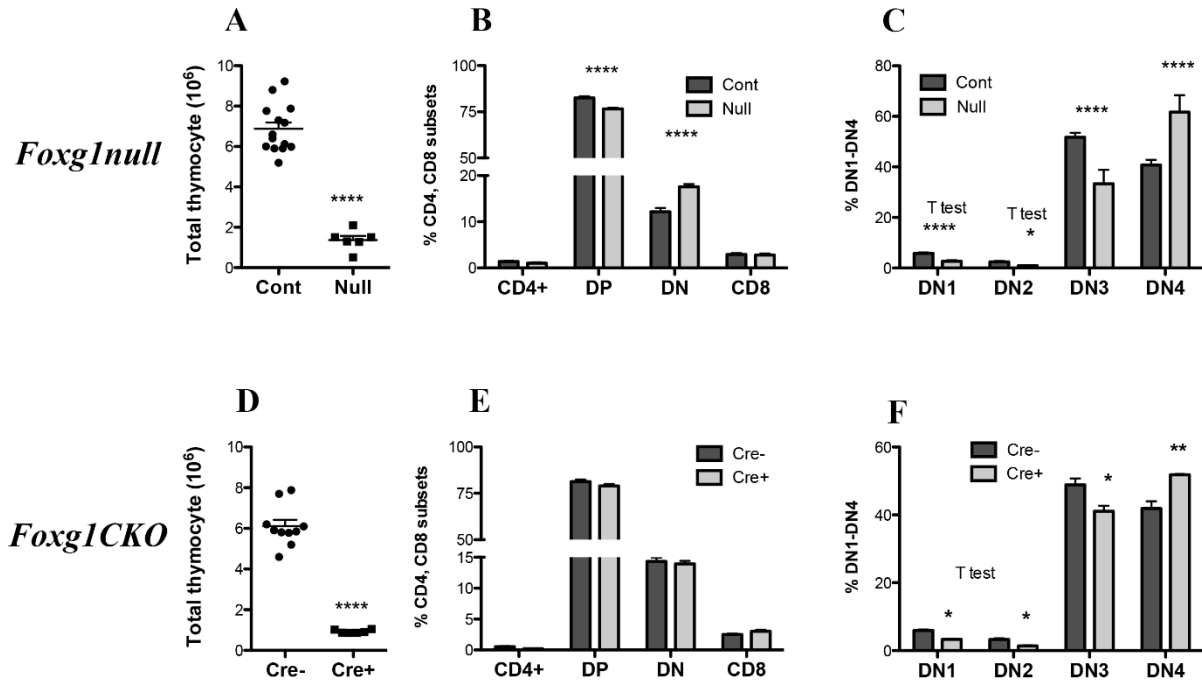 A
B
C
Foxg1null
Total thymocyte (10⁶)
10
8
6
4
2
0
****
Cont Null
% CD4, CD8 subsets
100
75
50
20
10
0
****
****
Cont
Null
CD4+ DP DN CD8
% DN1-DN4
80
60
40
20
0
Cont
Null
T test
****
T test
*
****
****
DN1 DN2 DN3 DN4
D
E
F
Foxg1CKO
Total thymocyte (10⁶)
10
8
6
4
2
0
****
Cre- Cre+
% CD4, CD8 subsets
100
75
50
15
10
5
0
Cre-
Cre+
CD4+ DP DN CD8
% DN1-DN4
60
40
20
0
Cre-
Cre+
T test
*
*
*
**
DN1 DN2 DN3 DN4